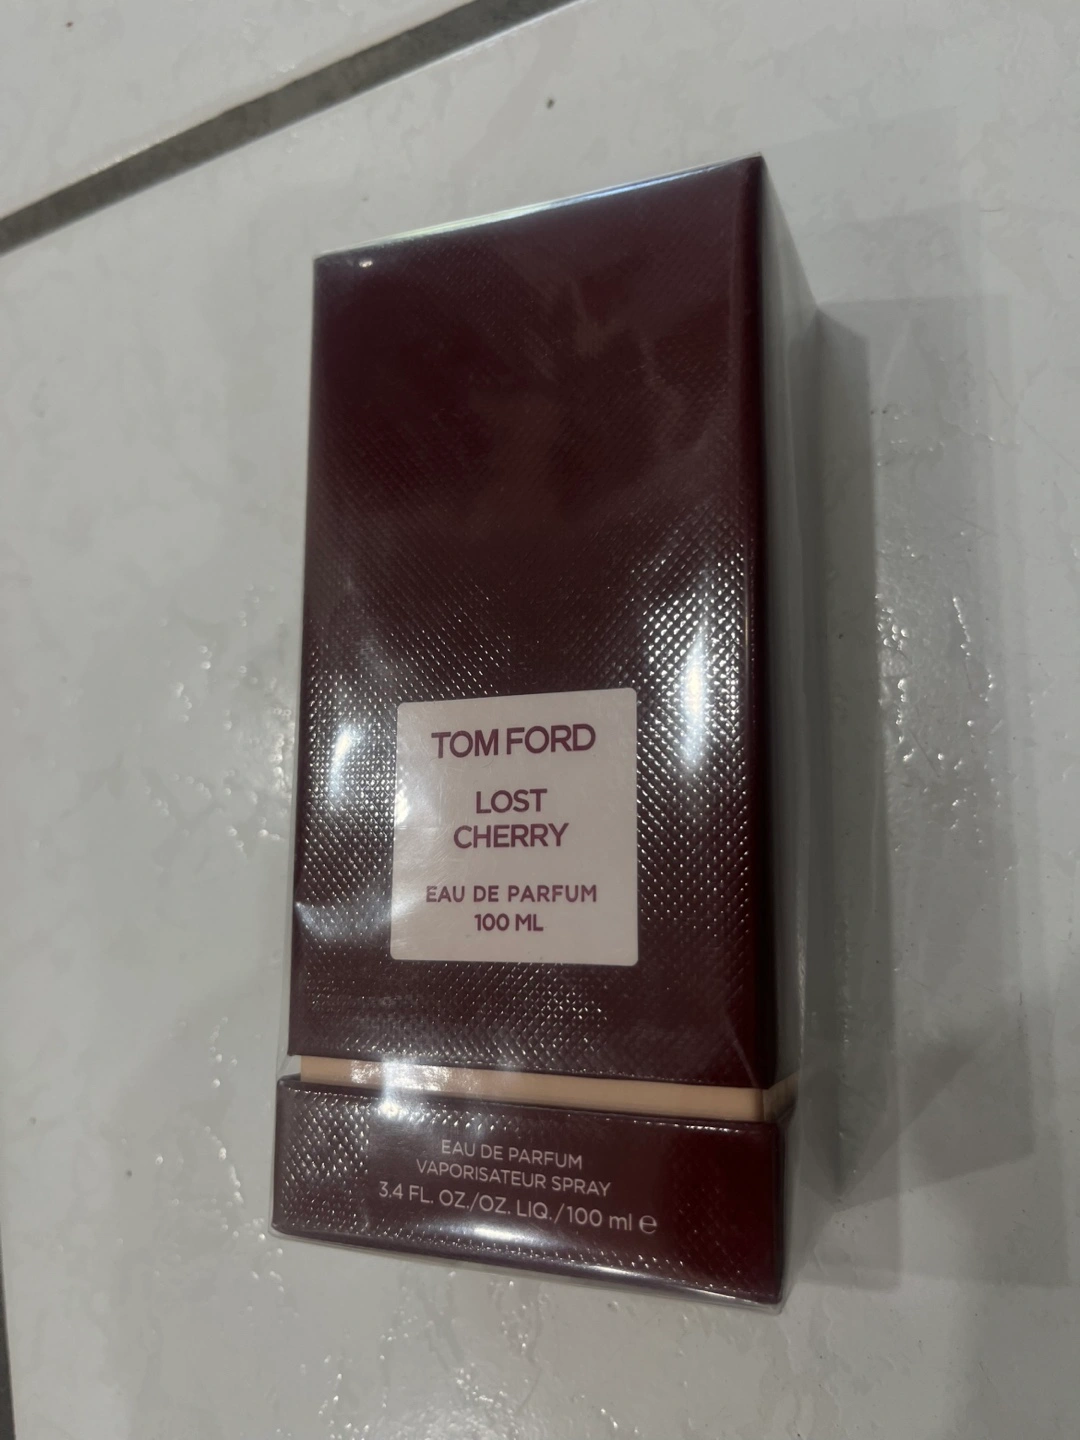 TOM FORD
LOST
CHERRY
EAU DE PARFUM
100 ML
EAU DE PARFUM
VAPORISATEUR SPRAY
3.4 FL. OZ./OZ. LIQ./100 ml ℮